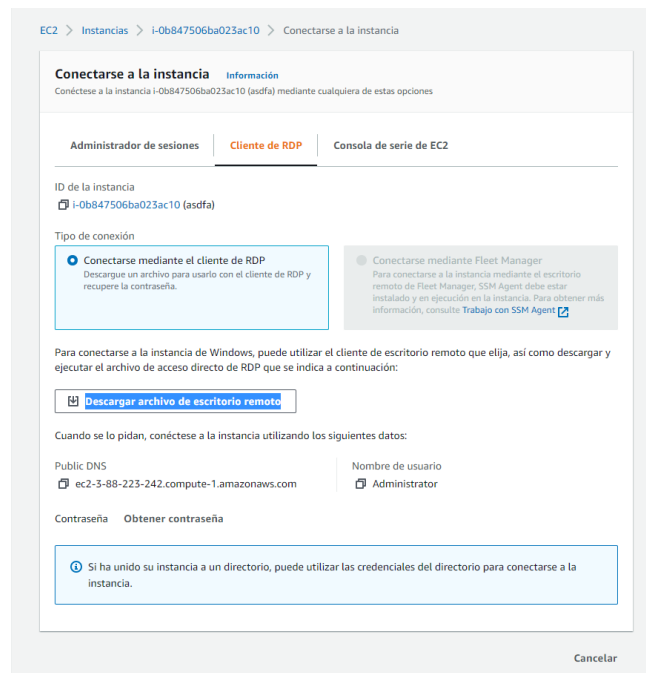 EC2 > Instancias > i-0b847506ba023ac10 > Conectarse a la instancia
Conectarse a la instancia Información
Conéctese a la instancia i-0b847506ba023ac10 (asdfa) mediante cualquiera de estas opciones
Administrador de sesiones Cliente de RDP Consola de serie de EC2
ID de la instancia
i-0b847506ba023ac10 (asdfa)
Tipo de conexión
Conectarse mediante el cliente de RDP
Descargue un archivo para usarlo con el cliente de RDP y
recupere la contraseña.
Conectarse mediante Fleet Manager
Para conectarse a la instancia mediante el escritorio
remoto de Fleet Manager, SSM Agent debe estar
instalado y en ejecución en la instancia. Para obtener más
información, consulte Trabajo con SSM Agent
Para conectarse a la instancia de Windows, puede utilizar el cliente de escritorio remoto que elija, así como descargar y
ejecutar el archivo de acceso directo de RDP que se indica a continuación:
Descargar archivo de escritorio remoto
Cuando se lo pidan, conéctese a la instancia utilizando los siguientes datos:
Public DNS
ec2-3-88-223-242.compute-1.amazonaws.com
Nombre de usuario
Administrator
Contraseña Obtener contraseña
Si ha unido su instancia a un directorio, puede utilizar las credenciales del directorio para conectarse a la
instancia.
Cancelar